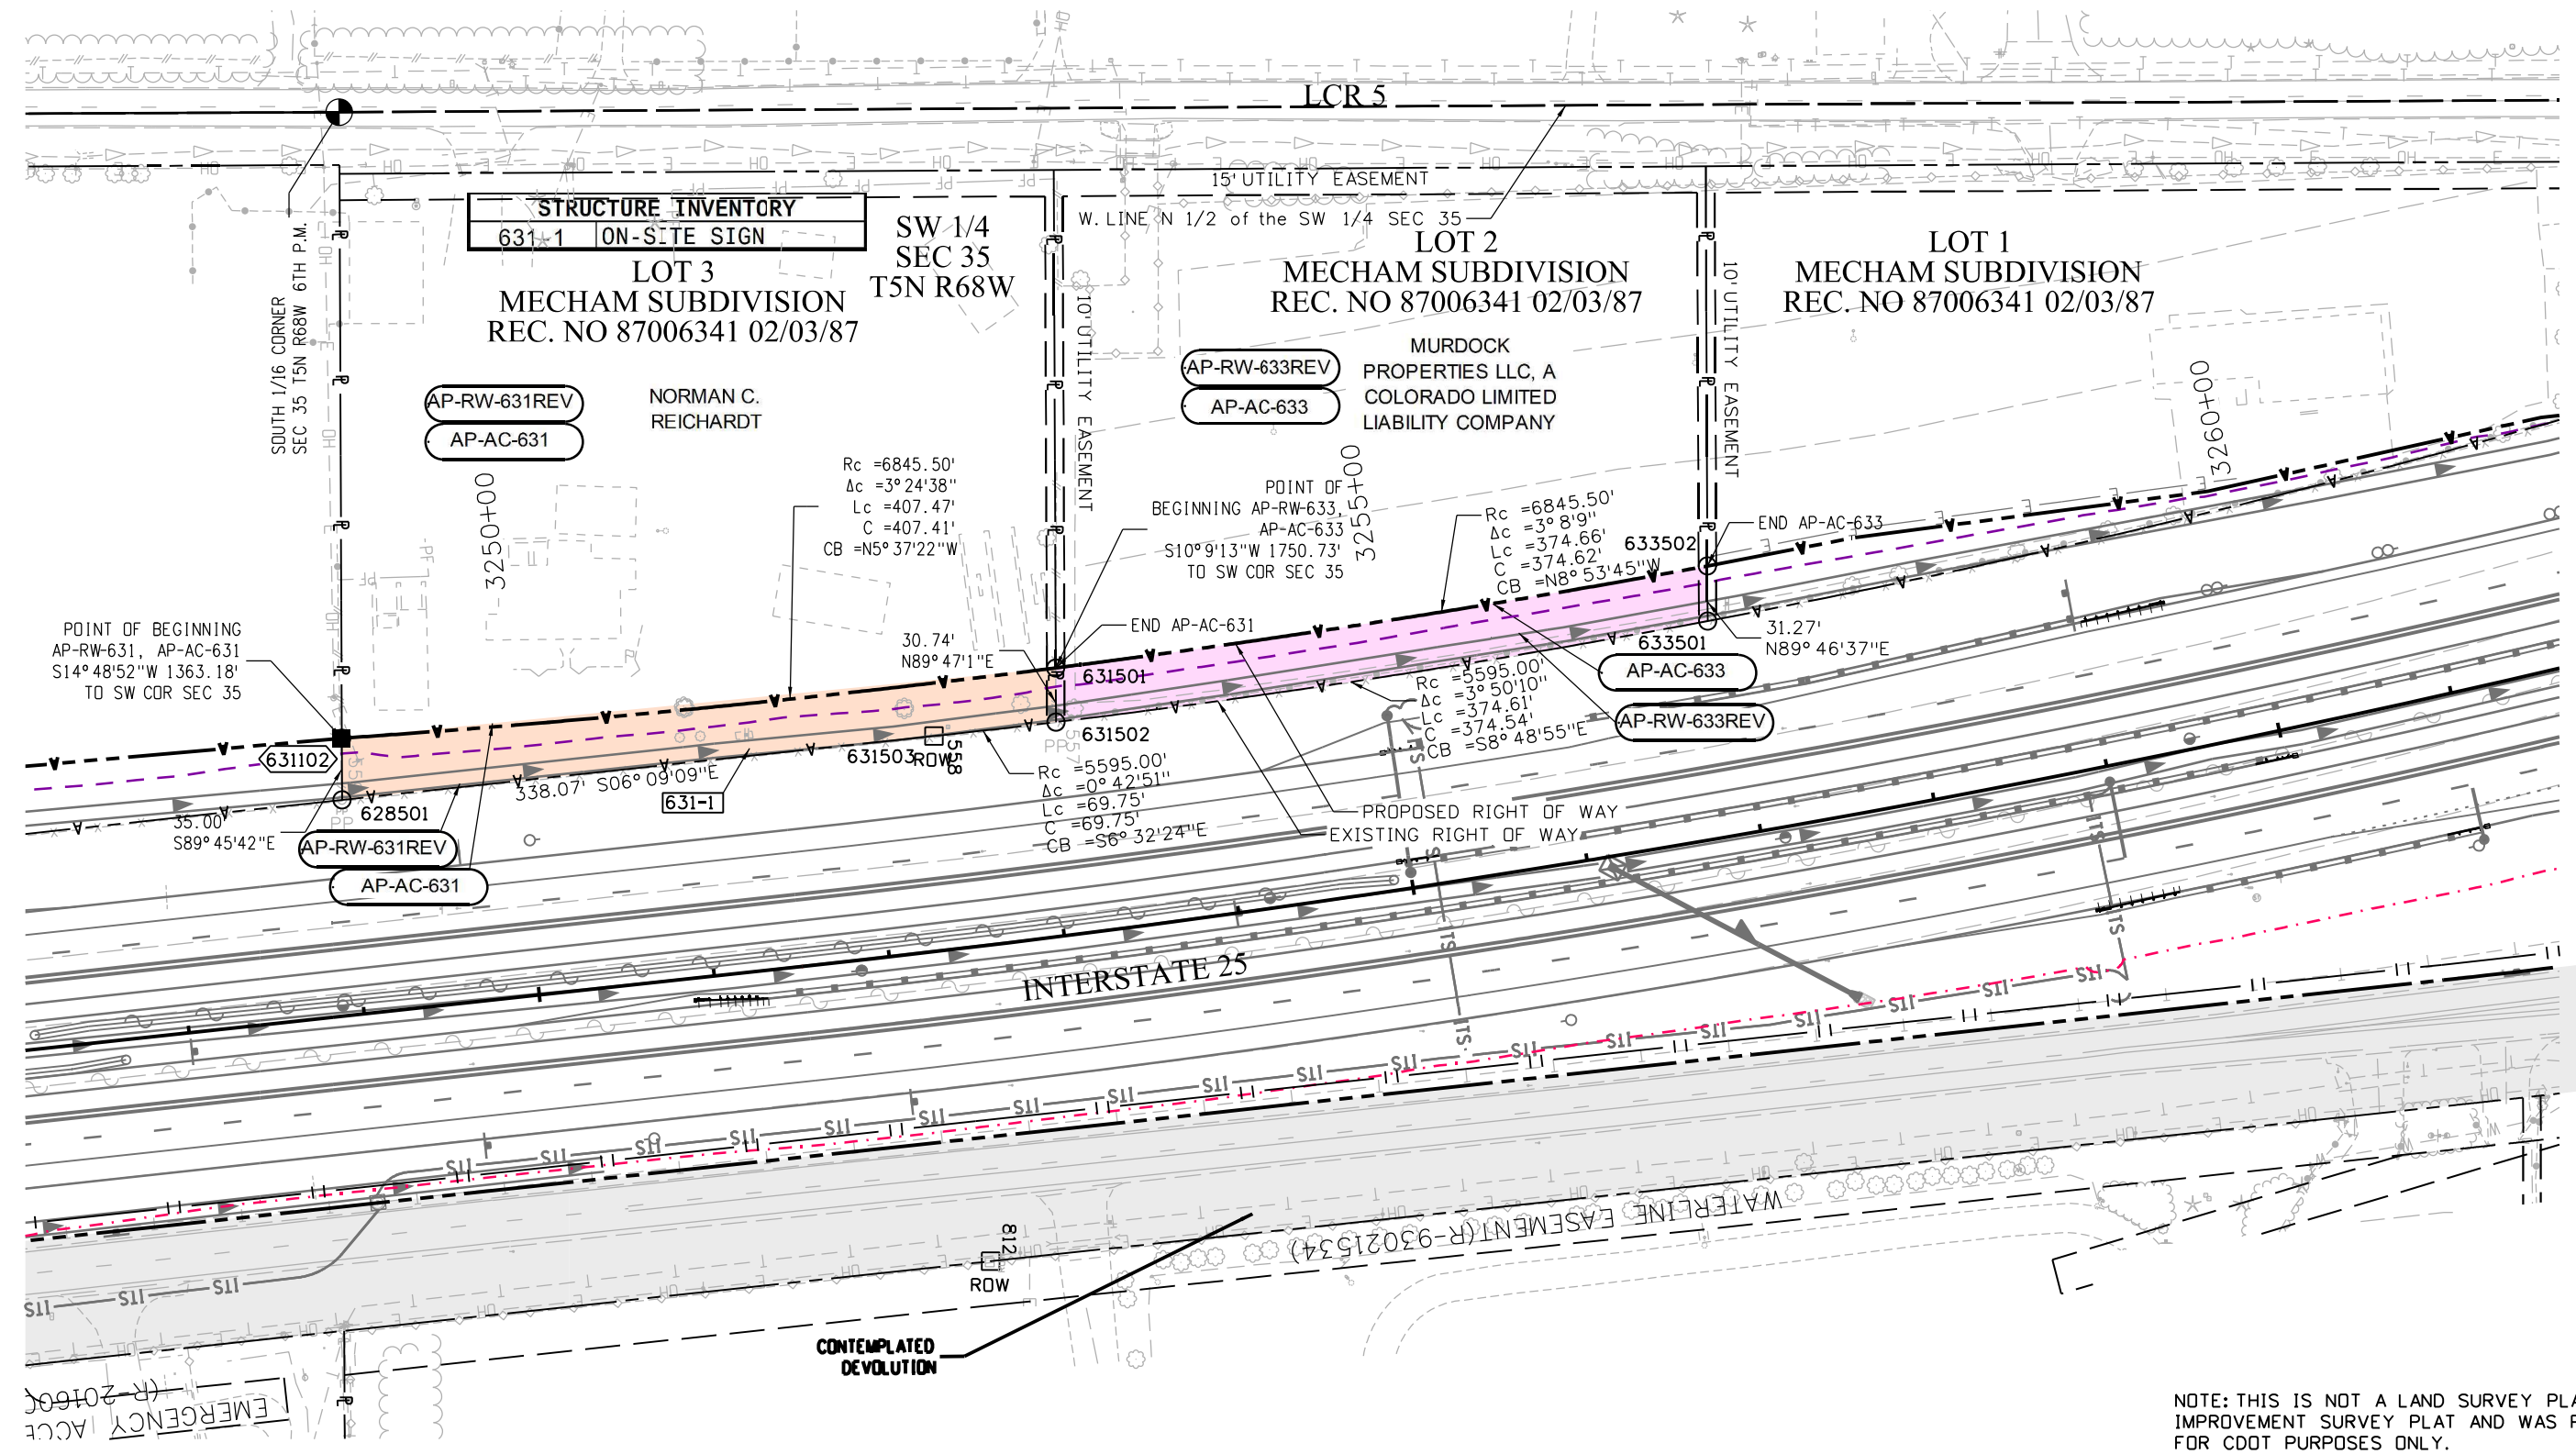 LCR 5
15' UTILITY EASEMENT
W. LINE N 1/2 of the SW 1/4 SEC 35
STRUCTURE INVENTORY
631-1 ON-SITE SIGN
SW 1/4
SEC 35
T5N R68W
LOT 3
MECHAM SUBDIVISION
REC. NO 87006341 02/03/87
LOT 2
MECHAM SUBDIVISION
REC. NO 87006341 02/03/87
LOT 1
MECHAM SUBDIVISION
REC. NO 87006341 02/03/87
SOUTH 1/16 CORNER
SEC 35 T5N R68W 6TH P.M.
10' UTILITY EASEMENT
10' UTILITY EASEMENT
AP-RW-631REV
AP-AC-631
NORMAN C.
REICHARDT
AP-RW-633REV
AP-AC-633
MURDOCK
PROPERTIES LLC, A
COLORADO LIMITED
LIABILITY COMPANY
3250+00
3255+00
3260+00
Rc =6845.50'
Δc =3°24'38"
Lc =407.47'
C =407.41'
CB =N5°37'22"W
POINT OF
BEGINNING AP-RW-633,
AP-AC-633
S10°9'13"W 1750.73'
TO SW COR SEC 35
Rc =6845.50'
Δc =3°8'9"
Lc =374.66'
C =374.62'
CB =N8°53'45"W
END AP-AC-633
633502
633501
31.27'
N89°46'37"E
POINT OF BEGINNING
AP-RW-631, AP-AC-631
S14°48'52"W 1363.18'
TO SW COR SEC 35
END AP-AC-631
30.74'
N89°47'1"E
631501
631502
631503
ROW
558
557
AP-AC-633
AP-RW-633REV
Rc =5595.00'
Δc =3°50'10"
Lc =374.61'
C =374.54'
CB =S8°48'55"E
631102
628501
35.00'
S89°45'42"E
338.07' S06°09'09"E
631-1
Rc =5595.00'
Δc =0°42'51"
Lc =69.75'
C =69.75'
CB =S6°32'24"E
PROPOSED RIGHT OF WAY
EXISTING RIGHT OF WAY
AP-RW-631REV
AP-AC-631
INTERSTATE 25
ITS
WATERLINE EASEMENT(R-93021534)
812
ROW
CONTEMPLATED
DEVOLUTION
EMERGENCY ACCE
(R-20160
NOTE: THIS IS NOT A LAND SURVEY PLA
IMPROVEMENT SURVEY PLAT AND WAS P
FOR CDOT PURPOSES ONLY.